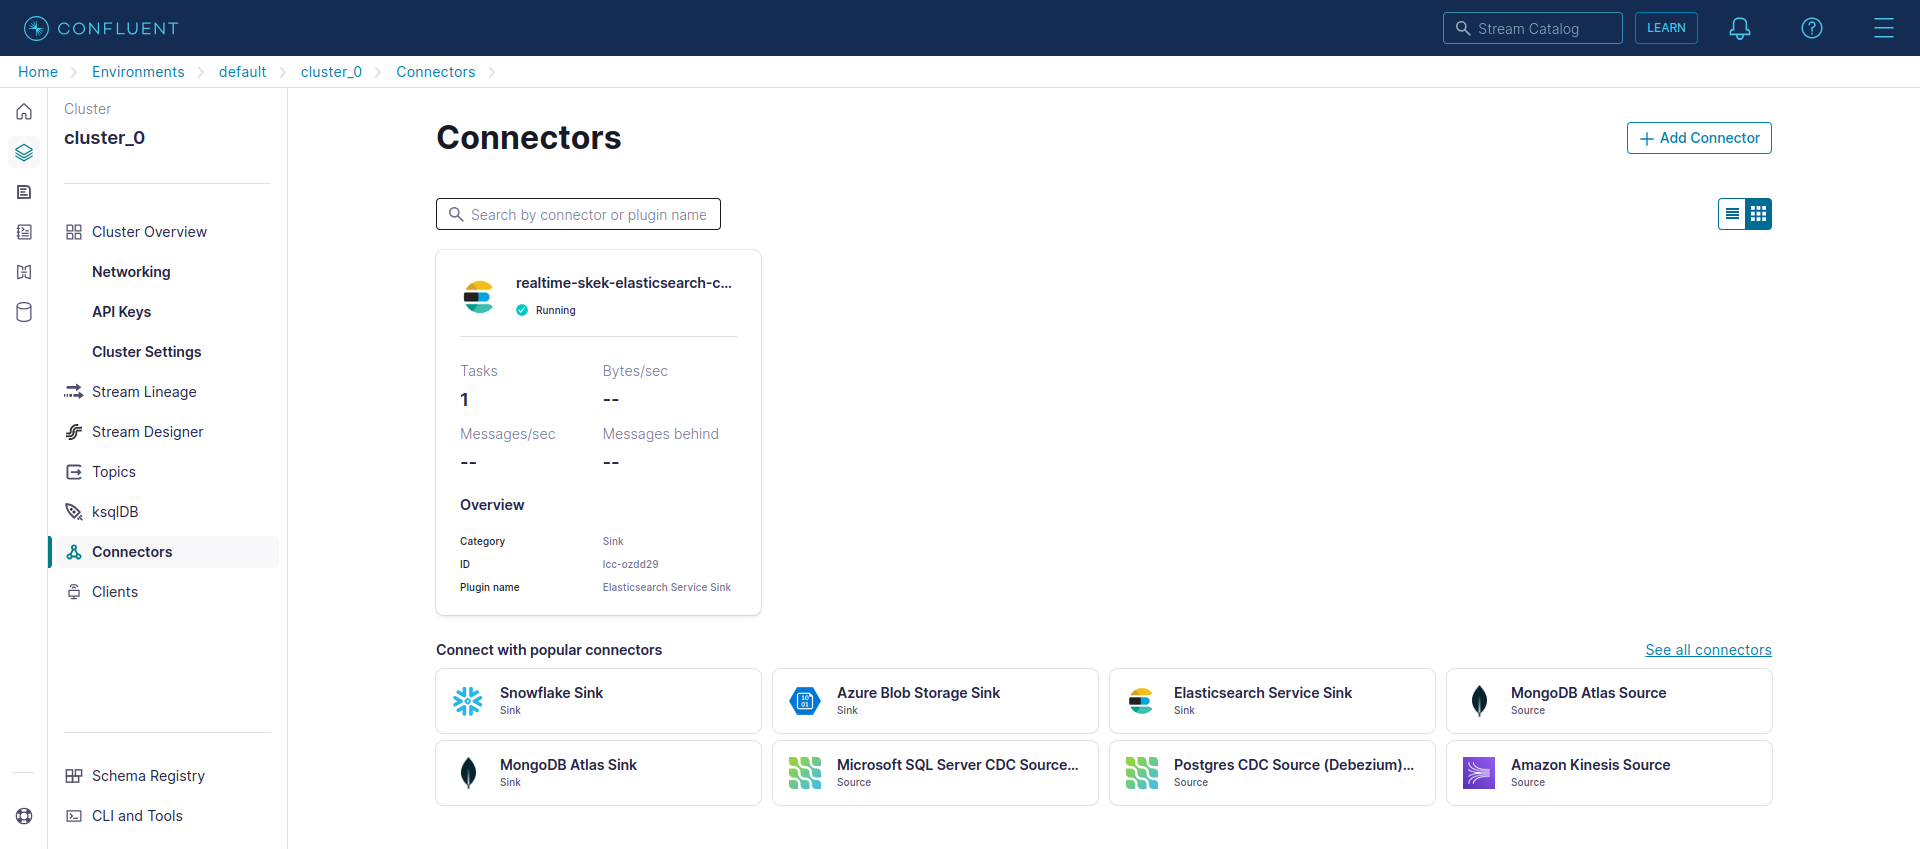 CONFLUENT
Stream Catalog
LEARN
Home
Environments
default
cluster_0
Connectors
Cluster
cluster_0
Cluster Overview
Networking
API Keys
Cluster Settings
Stream Lineage
Stream Designer
Topics
ksqlDB
Connectors
Clients
Schema Registry
CLI and Tools
Connectors
Add Connector
Search by connector or plugin name
realtime-skek-elasticsearch-c...
Running
Tasks
1
Bytes/sec
--
Messages/sec
--
Messages behind
--
Overview
Category Sink
ID lcc-ozdd29
Plugin name Elasticsearch Service Sink
Connect with popular connectors
See all connectors
Snowflake Sink
Sink
10
01
Azure Blob Storage Sink
Sink
Elasticsearch Service Sink
Sink
MongoDB Atlas Source
Source
MongoDB Atlas Sink
Sink
Microsoft SQL Server CDC Source...
Source
Postgres CDC Source (Debezium)...
Source
Amazon Kinesis Source
Source